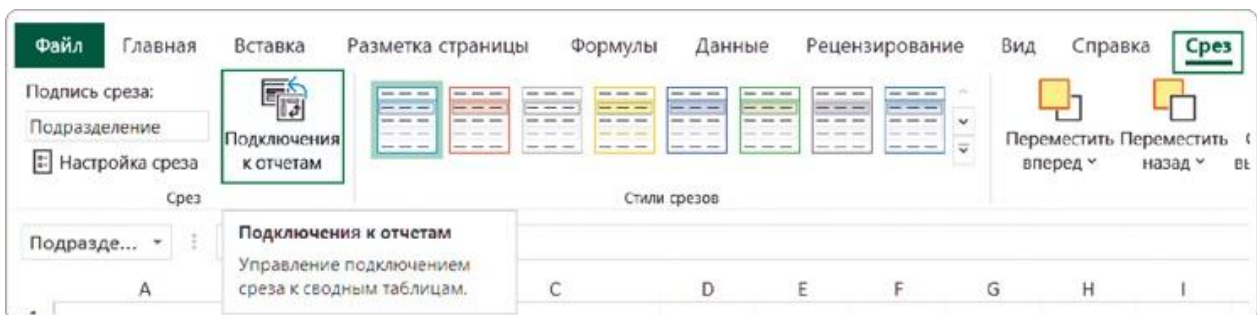 Файл Главная Вставка Разметка страницы Формулы Данные Рецензирование Вид Справка Срез
Подпись среза:
Подразделение
Настройка среза
Срез
Подключения
к отчетам
Стили срезов
Переместить
вперед
Переместить
назад
Подразде...
Подключения к отчетам
Управление подключением
среза к сводным таблицам.
A C D E F G H I